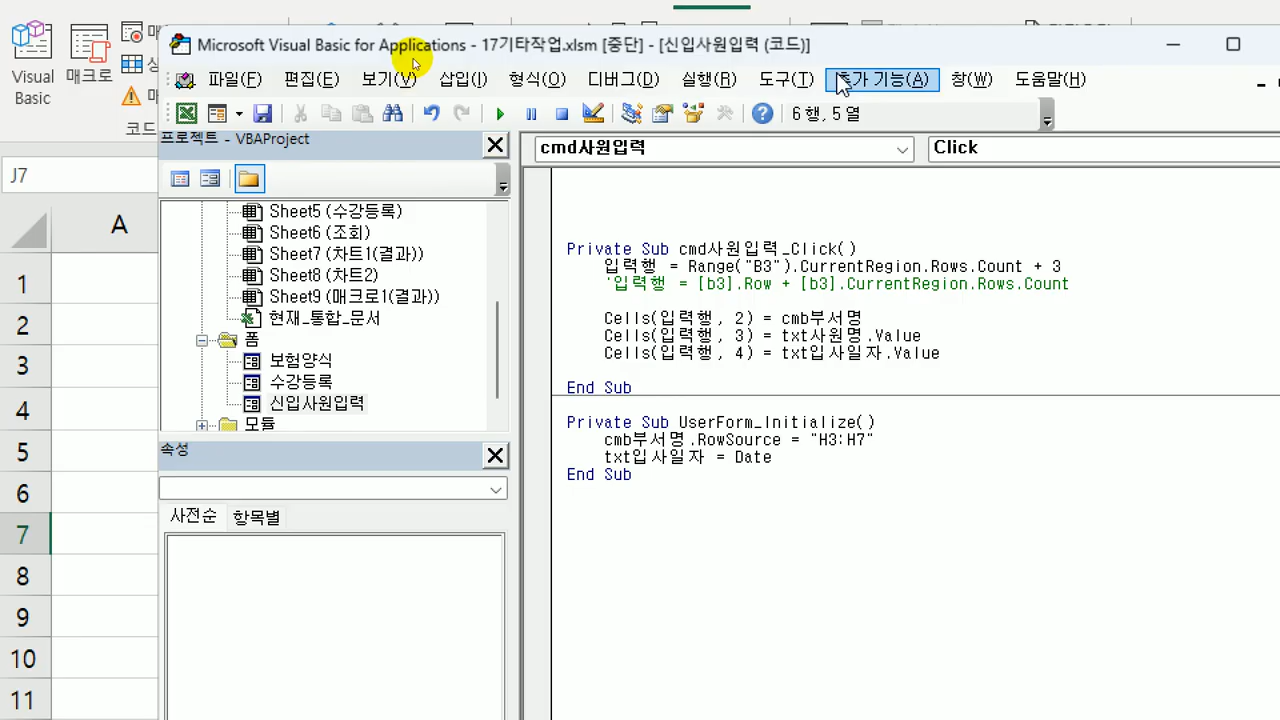 Visual
Basic
매크로
코드
Microsoft Visual Basic for Applications - 17기타작업.xlsm [중단] - [신입사원입력 (코드)]
파일(F) 편집(E) 보기(V) 삽입(I) 형식(O) 디버그(D) 실행(R) 도구(T) 추가 기능(A) 창(W) 도움말(H)
6 행, 5 열
프로젝트 - VBAProject
cmd사원입력
Click
J7
A
1
2
3
4
5
6
7
8
9
10
11
Sheet5 (수강등록)
Sheet6 (조회)
Sheet7 (차트1(결과))
Sheet8 (차트2)
Sheet9 (매크로1(결과))
현재_통합_문서
폼
보험양식
수강등록
신입사원입력
모듈
속성
사전순 항목별
Private Sub cmd사원입력_Click()
입력행 = Range("B3").CurrentRegion.Rows.Count + 3
'입력행 = [b3].Row + [b3].CurrentRegion.Rows.Count
Cells(입력행, 2) = cmb부서명
Cells(입력행, 3) = txt사원명.Value
Cells(입력행, 4) = txt입사일자.Value
End Sub
Private Sub UserForm_Initialize()
cmb부서명.RowSource = "H3:H7"
txt입사일자 = Date
End Sub